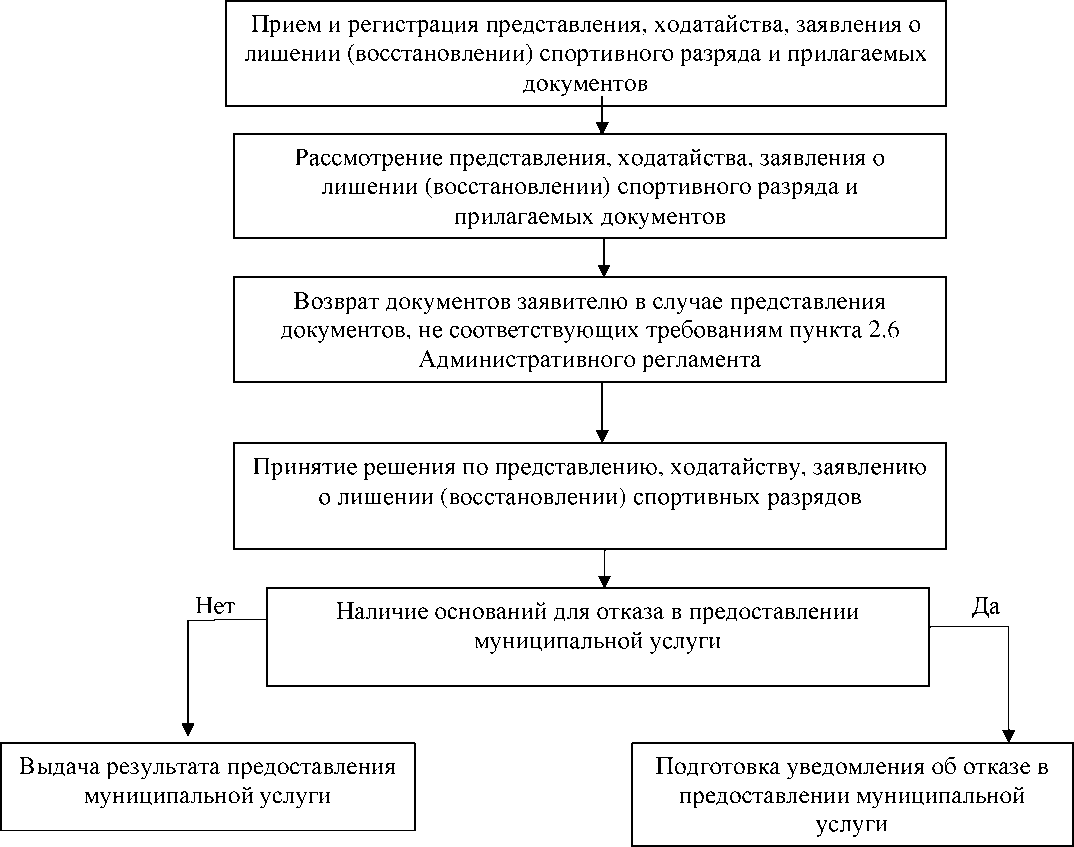 Прием и регистрация представления, ходатайства, заявления о
лишении (восстановлении) спортивного разряда и прилагаемых
документов
Рассмотрение представления, ходатайства, заявления о
лишении (восстановлении) спортивного разряда и
прилагаемых документов
Возврат документов заявителю в случае представления
документов, не соответствующих требованиям пункта 2.6
Административного регламента
Принятие решения по представлению, ходатайству, заявлению
о лишении (восстановлении) спортивных разрядов
Нет
Наличие оснований для отказа в предоставлении
муниципальной услуги
Да
Выдача результата предоставления
муниципальной услуги
Подготовка уведомления об отказе в
предоставлении муниципальной
услуги